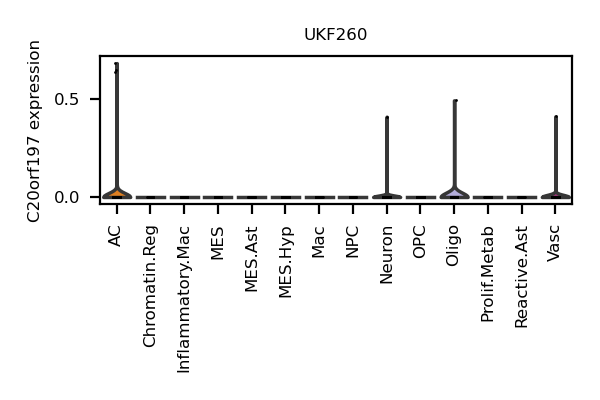 UKF260
C20orf197 expression
0.5
0.0
AC
Chromatin.Reg
Inflammatory.Mac
MES
MES.Ast
MES.Hyp
Mac
NPC
Neuron
OPC
Oligo
Prolif.Metab
Reactive.Ast
Vasc